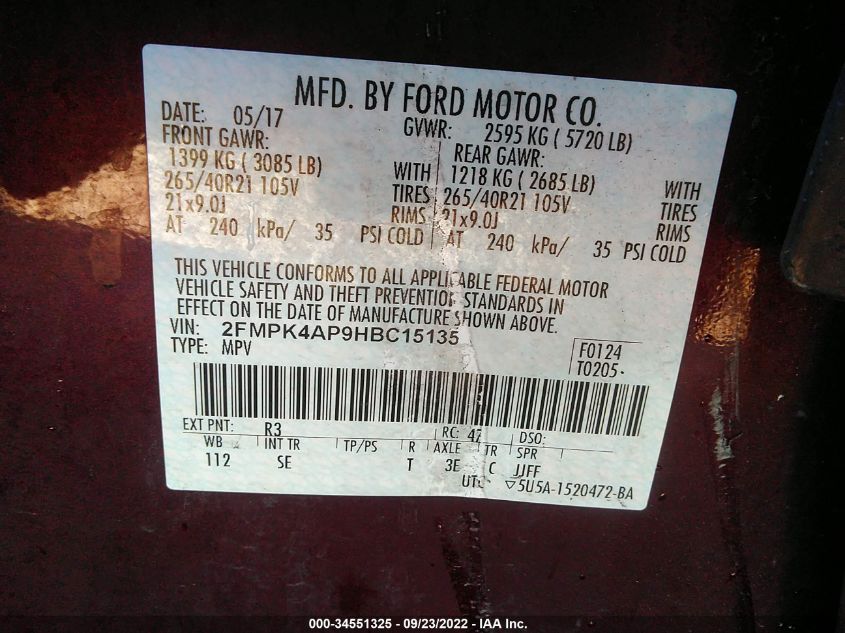 MFD. BY FORD MOTOR CO.
DATE: 05/17 GVWR: 2595 KG ( 5720 LB)
FRONT GAWR: REAR GAWR:
1399 KG ( 3085 LB) WITH 1218 KG ( 2685 LB) WITH
265/40R21 105V TIRES 265/40R21 105V TIRES
21x9.0J RIMS 21x9.0J RIMS
AT 240 kPa/ 35 PSI COLD AT 240 kPa/ 35 PSI COLD
THIS VEHICLE CONFORMS TO ALL APPLICABLE FEDERAL MOTOR
VEHICLE SAFETY AND THEFT PREVENTION STANDARDS IN
EFFECT ON THE DATE OF MANUFACTURE SHOWN ABOVE.
VIN: 2FMPK4AP9HBC15135
TYPE: MPV
F0124
T0205
EXT PNT: R3 RC: 47 DSO:
WB INT TR TP/PS R AXLE TR SPR
112 SE T 3E C JJFF
UTC ▽5U5A-1520472-BA
000-34551325 - 09/23/2022 - IAA Inc.